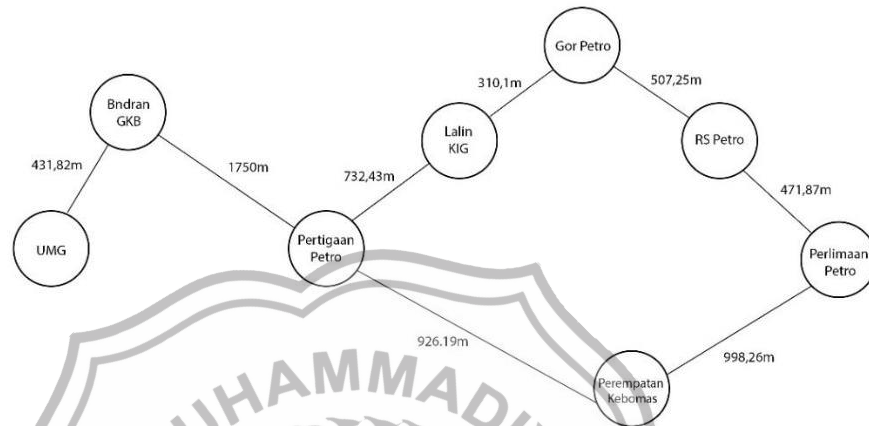 Gor Petro
310,1m
507,25m
Bndran
GKB
Lalin
KIG
RS Petro
431,82m
1750m
732,43m
471,87m
UMG
Pertigaan
Petro
Perlimaan
Petro
926.19m
998,26m
Perempatan
Kebomas
MUHAMMADI